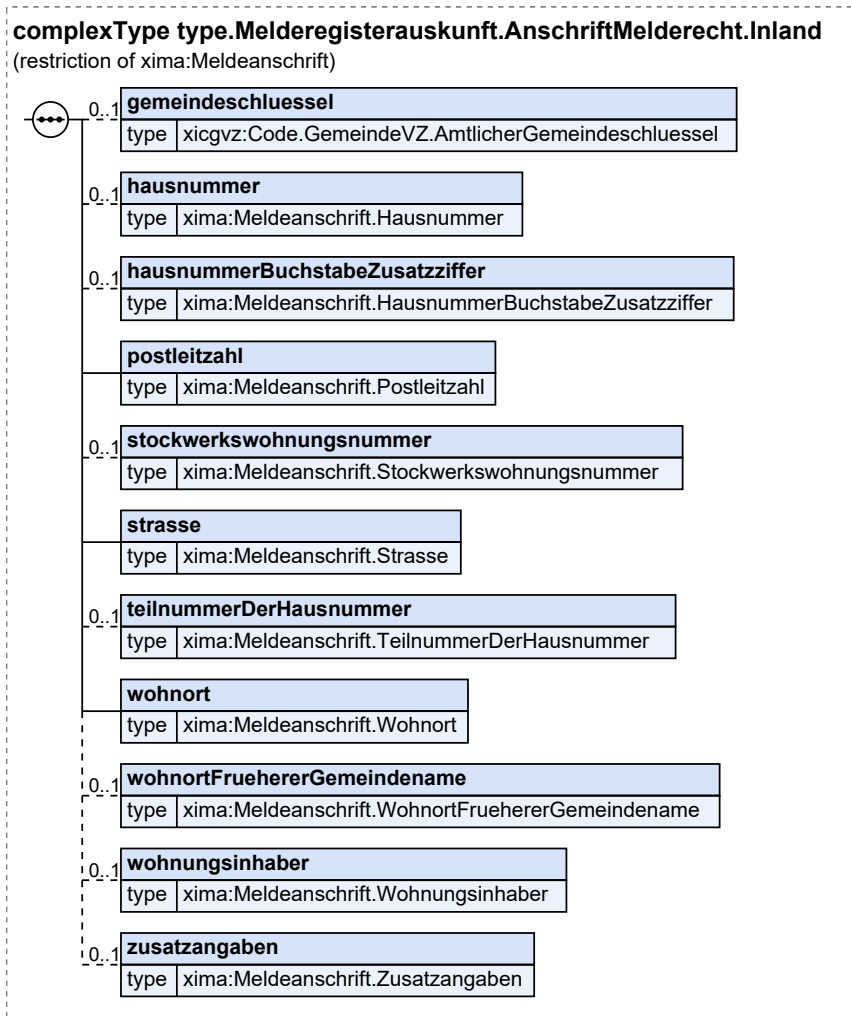 complexType type.Melderegisterauskunft.AnschriftMelderecht.Inland
(restriction of xima:Meldeanschrift)
0..1 gemeindeschluessel
type xicgvz:Code.GemeindeVZ.AmtlicherGemeindeschluessel
0..1 hausnummer
type xima:Meldeanschrift.Hausnummer
0..1 hausnummerBuchstabeZusatzziffer
type xima:Meldeanschrift.HausnummerBuchstabeZusatzziffer
postleitzahl
type xima:Meldeanschrift.Postleitzahl
0..1 stockwerkswohnungsnummer
type xima:Meldeanschrift.Stockwerkswohnungsnummer
strasse
type xima:Meldeanschrift.Strasse
0..1 teilnummerDerHausnummer
type xima:Meldeanschrift.TeilnummerDerHausnummer
wohnort
type xima:Meldeanschrift.Wohnort
0..1 wohnortFruehererGemeindename
type xima:Meldeanschrift.WohnortFruehererGemeindename
0..1 wohnungsinhaber
type xima:Meldeanschrift.Wohnungsinhaber
0..1 zusatzangaben
type xima:Meldeanschrift.Zusatzangaben